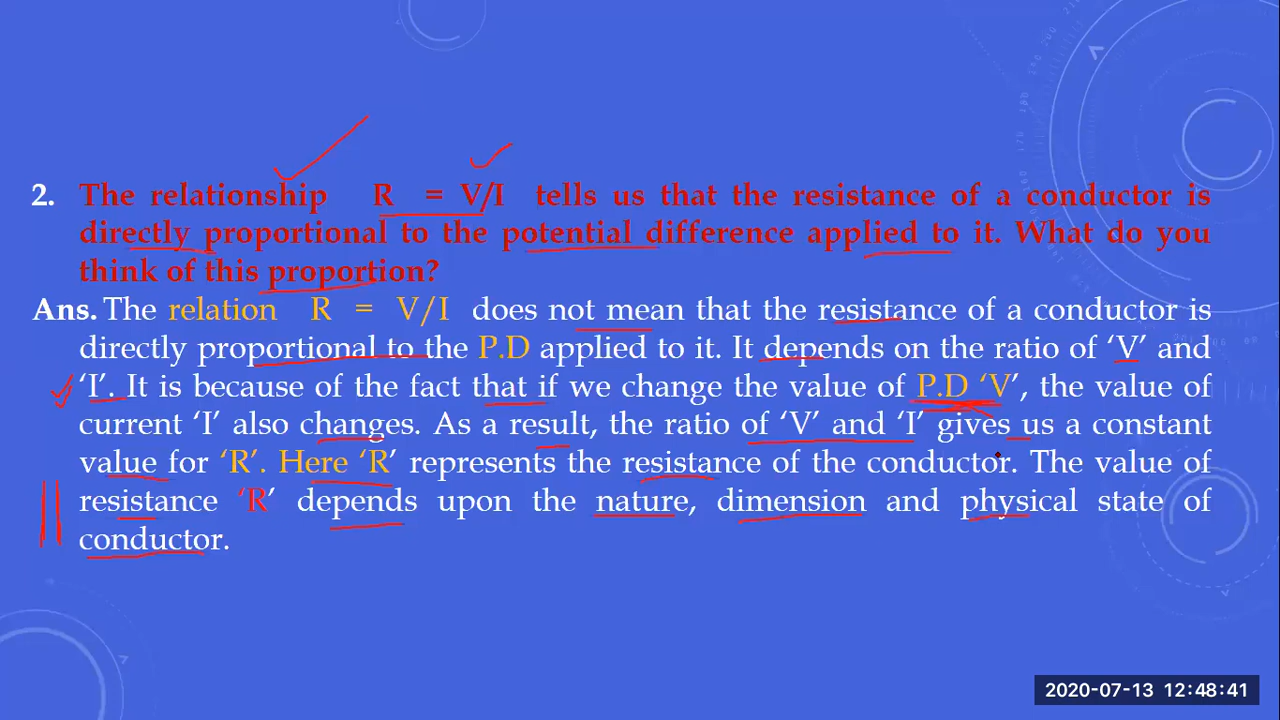 2. The relationship R = V/I tells us that the resistance of a conductor is
directly proportional to the potential difference applied to it. What do you
think of this proportion?
Ans. The relation R = V/I does not mean that the resistance of a conductor is
directly proportional to the P.D applied to it. It depends on the ratio of ‘V’ and
‘I’. It is because of the fact that if we change the value of P.D ‘V’, the value of
current ‘I’ also changes. As a result, the ratio of ‘V’ and ‘I’ gives us a constant
value for ‘R’. Here ‘R’ represents the resistance of the conductor. The value of
resistance ‘R’ depends upon the nature, dimension and physical state of
conductor.
2020-07-13 12:48:41